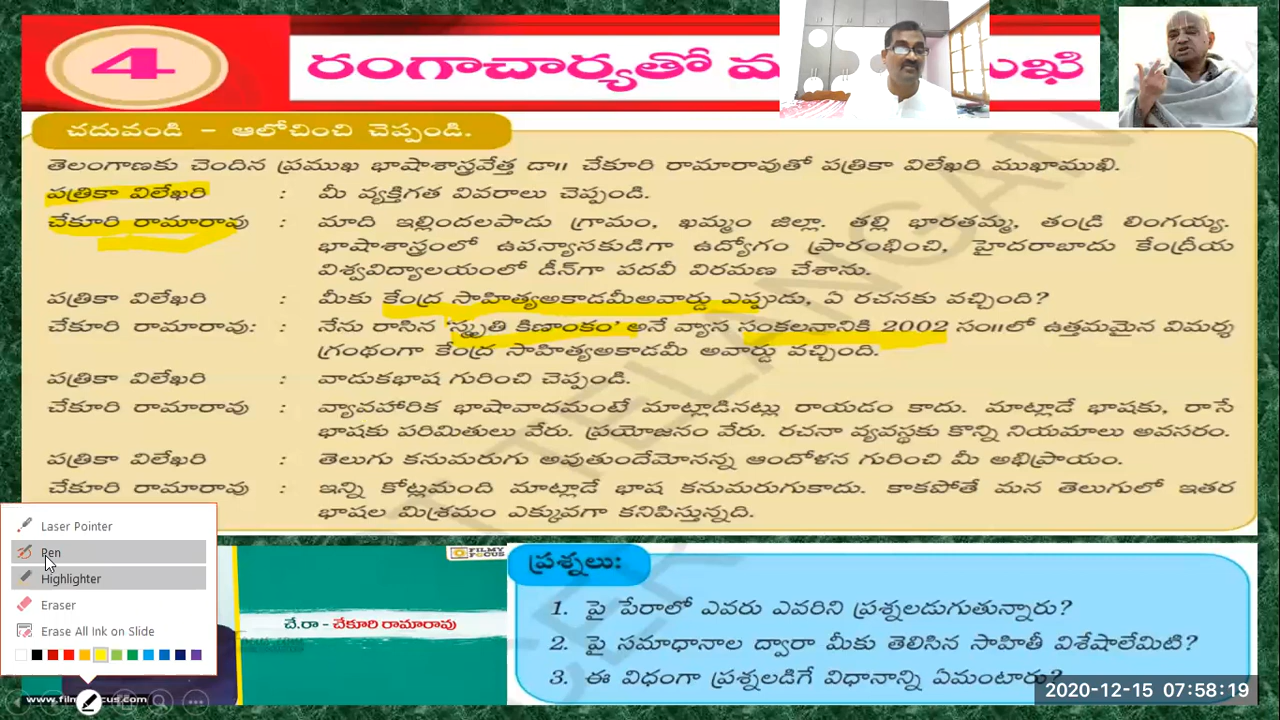 4
రంగాచార్యతో
చదువండి – ఆలోచించి చెప్పండి.
తెలంగాణకు చెందిన ప్రముఖ భాషాశాస్త్రవేత్త డా॥ చేకూరి రామారావుతో పత్రికా విలేఖరి ముఖాముఖి.
పత్రికా విలేఖరి : మీ వ్యక్తిగత వివరాలు చెప్పండి.
చేకూరి రామారావు : మాది ఇల్లిందలపాడు గ్రామం, ఖమ్మం జిల్లా. తల్లి భారతమ్మ, తండ్రి లింగయ్య.
భాషాశాస్త్రంలో ఉపన్యాసకుడిగా ఉద్యోగం ప్రారంభించి, హైదరాబాదు కేంద్రీయ
విశ్వవిద్యాలయంలో డీన్‌గా పదవీ విరమణ చేశాను.
పత్రికా విలేఖరి : మీకు కేంద్ర సాహిత్యఅకాడమీఅవార్డు ఎప్పుడు, ఏ రచనకు వచ్చింది?
చేకూరి రామారావు: : నేను రాసిన 'స్మృతి కిణాంకం' అనే వ్యాస సంకలనానికి 2002 సం॥లో ఉత్తమమైన విమర్శ
గ్రంథంగా కేంద్ర సాహిత్యఅకాడమీ అవార్డు వచ్చింది.
పత్రికా విలేఖరి : వాడుకభాష గురించి చెప్పండి.
చేకూరి రామారావు : వ్యావహారిక భాషావాదమంటే మాట్లాడినట్లు రాయడం కాదు. మాట్లాడే భాషకు, రాసే
భాషకు పరిమితులు వేరు. ప్రయోజనం వేరు. రచనా వ్యవస్థకు కొన్ని నియమాలు అవసరం.
పత్రికా విలేఖరి : తెలుగు కనుమరుగు అవుతుందేమోనన్న ఆందోళన గురించి మీ అభిప్రాయం.
చేకూరి రామారావు : ఇన్ని కోట్లమంది మాట్లాడే భాష కనుమరుగుకాదు. కాకపోతే మన తెలుగులో ఇతర
భాషల మిశ్రమం ఎక్కువగా కనిపిస్తున్నది.
Laser Pointer
Pen
Highlighter
Eraser
Erase All Ink on Slide
FILMY FOCUS
చే.రా - చేకూరి రామారావు
ప్రశ్నలు:
1. పై పేరాలో ఎవరు ఎవరిని ప్రశ్నలడుగుతున్నారు?
2. పై సమాధానాల ద్వారా మీకు తెలిసిన సాహితీ విశేషాలేమిటి?
3. ఈ విధంగా ప్రశ్నలడిగే విధానాన్ని ఏమంటారు?
2020-12-15 07:58:19